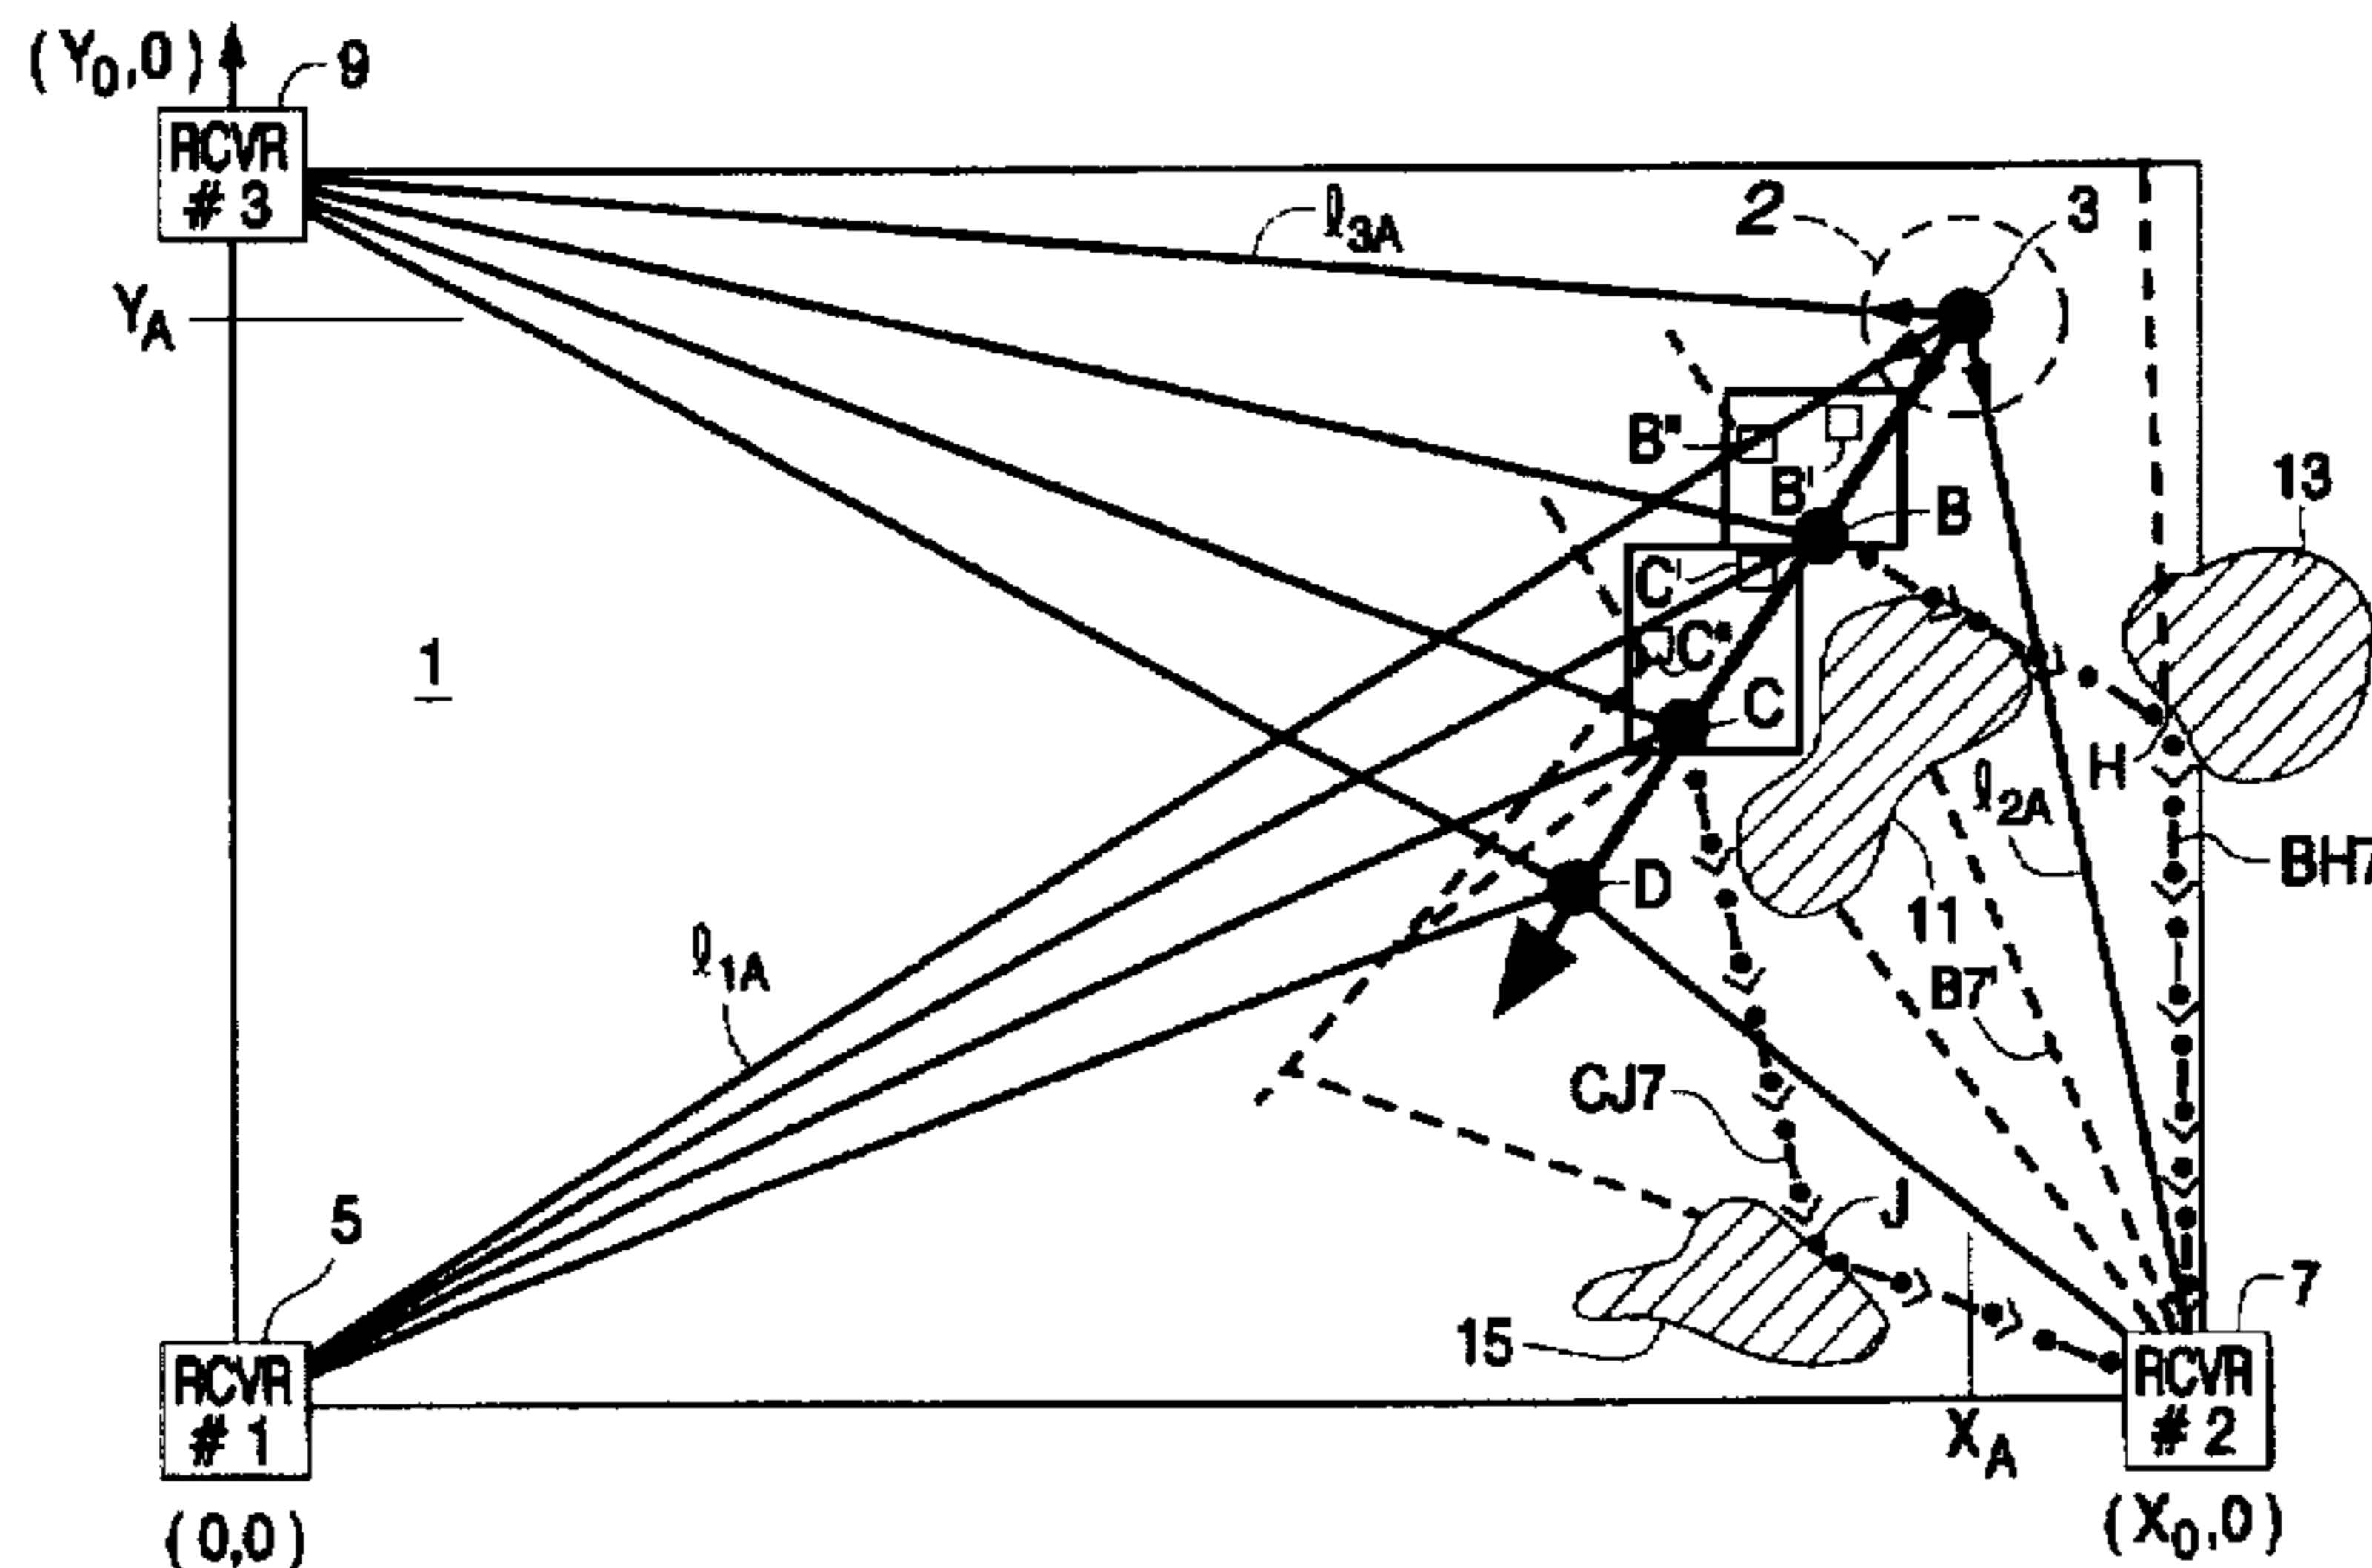 (Y0,0)
9
RCVR
# 3
ℓ3A
2
3
YA
B"
B'
B
13
C'
C"
C
1
H
ℓ2A
BH7
D
11
B7
ℓ1A
CJ7
J
5
7
15
RCVR
# 1
XA
RCVR
# 2
(0,0)
(X0,0)